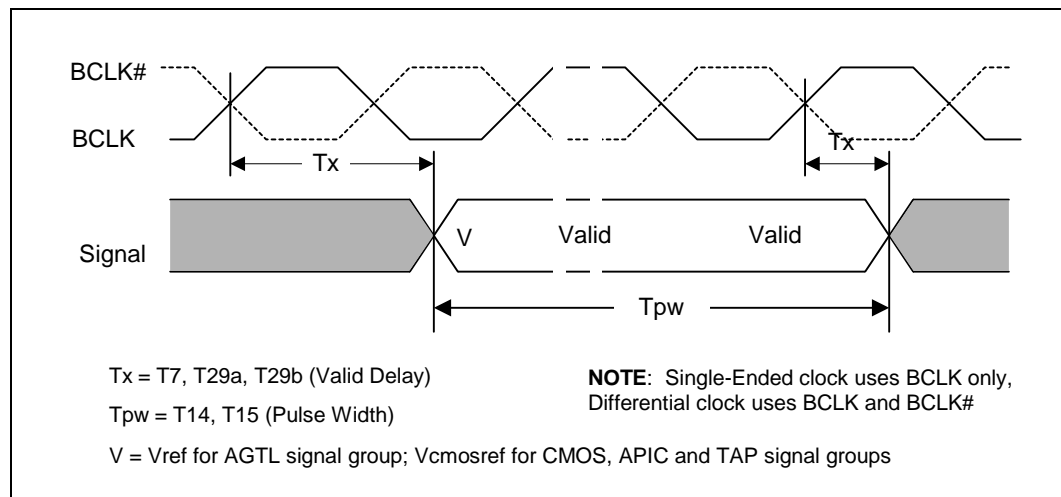 BCLK#
BCLK
Tx
Tx
Signal
V
Valid
Valid
Tpw
Tx = T7, T29a, T29b (Valid Delay)
Tpw = T14, T15 (Pulse Width)
V = Vref for AGTL signal group; Vcmosref for CMOS, APIC and TAP signal groups
NOTE: Single-Ended clock uses BCLK only,
Differential clock uses BCLK and BCLK#